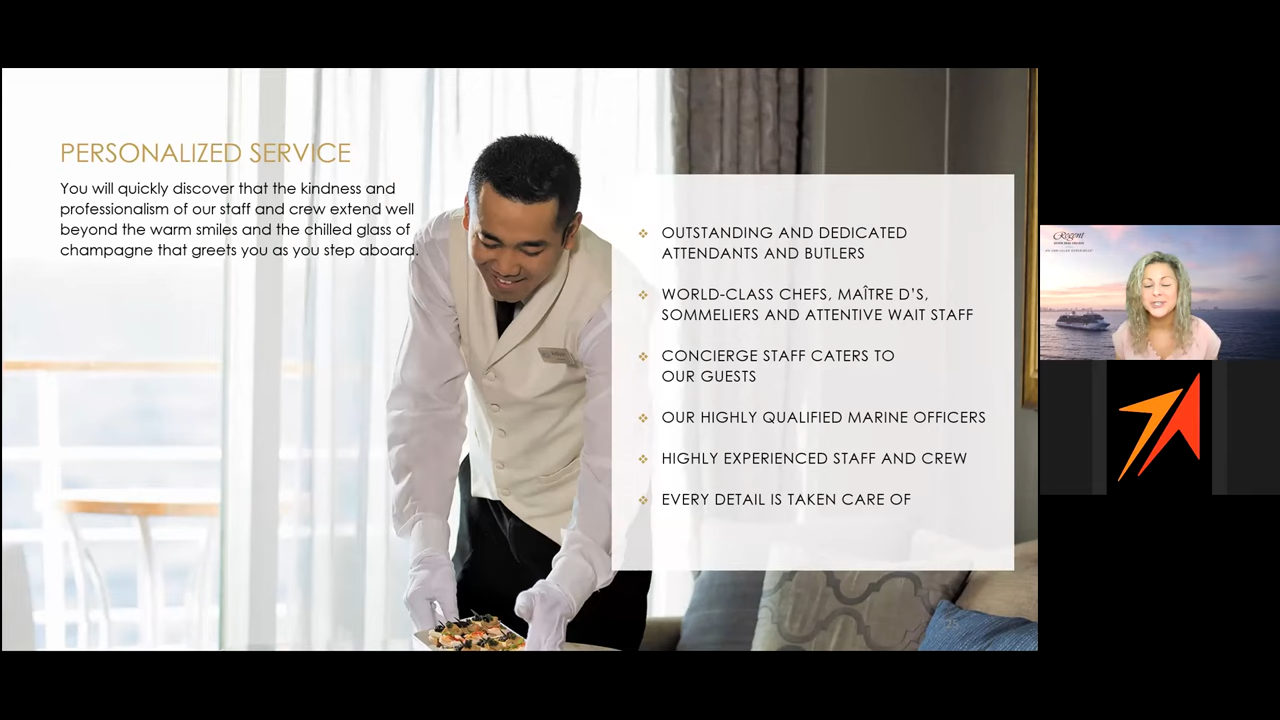 PERSONALIZED SERVICE
You will quickly discover that the kindness and
professionalism of our staff and crew extend well
beyond the warm smiles and the chilled glass of
champagne that greets you as you step aboard.
❖ OUTSTANDING AND DEDICATED
ATTENDANTS AND BUTLERS
❖ WORLD-CLASS CHEFS, MAÎTRE D'S,
SOMMELIERS AND ATTENTIVE WAIT STAFF
❖ CONCIERGE STAFF CATERS TO
OUR GUESTS
❖ OUR HIGHLY QUALIFIED MARINE OFFICERS
❖ HIGHLY EXPERIENCED STAFF AND CREW
❖ EVERY DETAIL IS TAKEN CARE OF
25
Regent